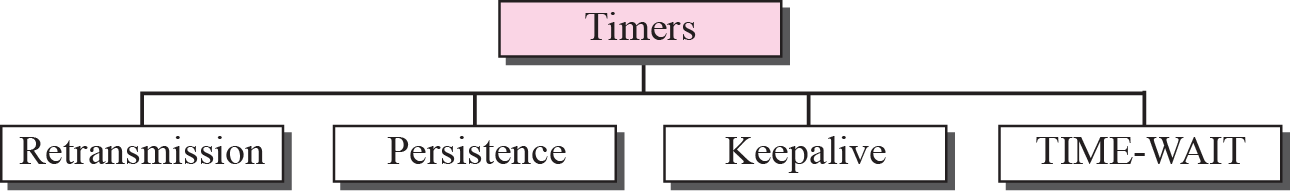 Timers
Retransmission
Persistence
Keepalive
TIME-WAIT